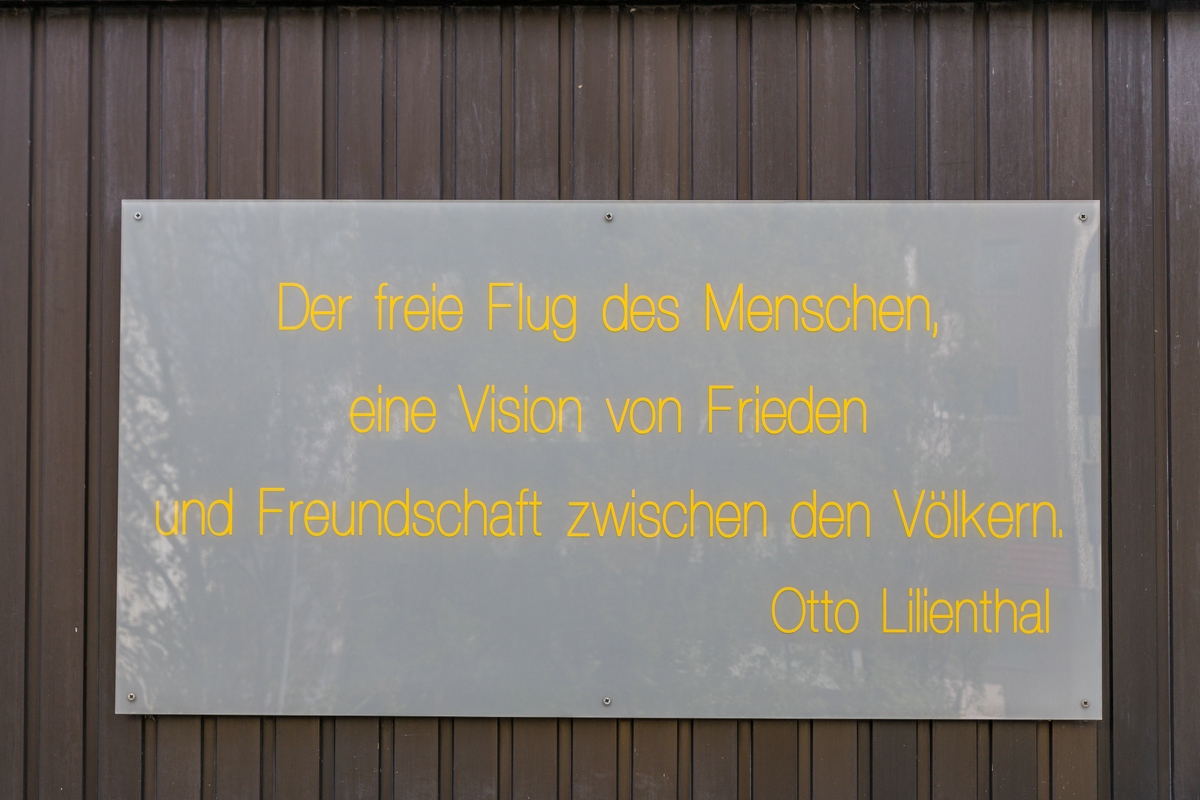 Der freie Flug des Menschen,
eine Vision von Frieden
und Freundschaft zwischen den Völkern.
Otto Lilienthal